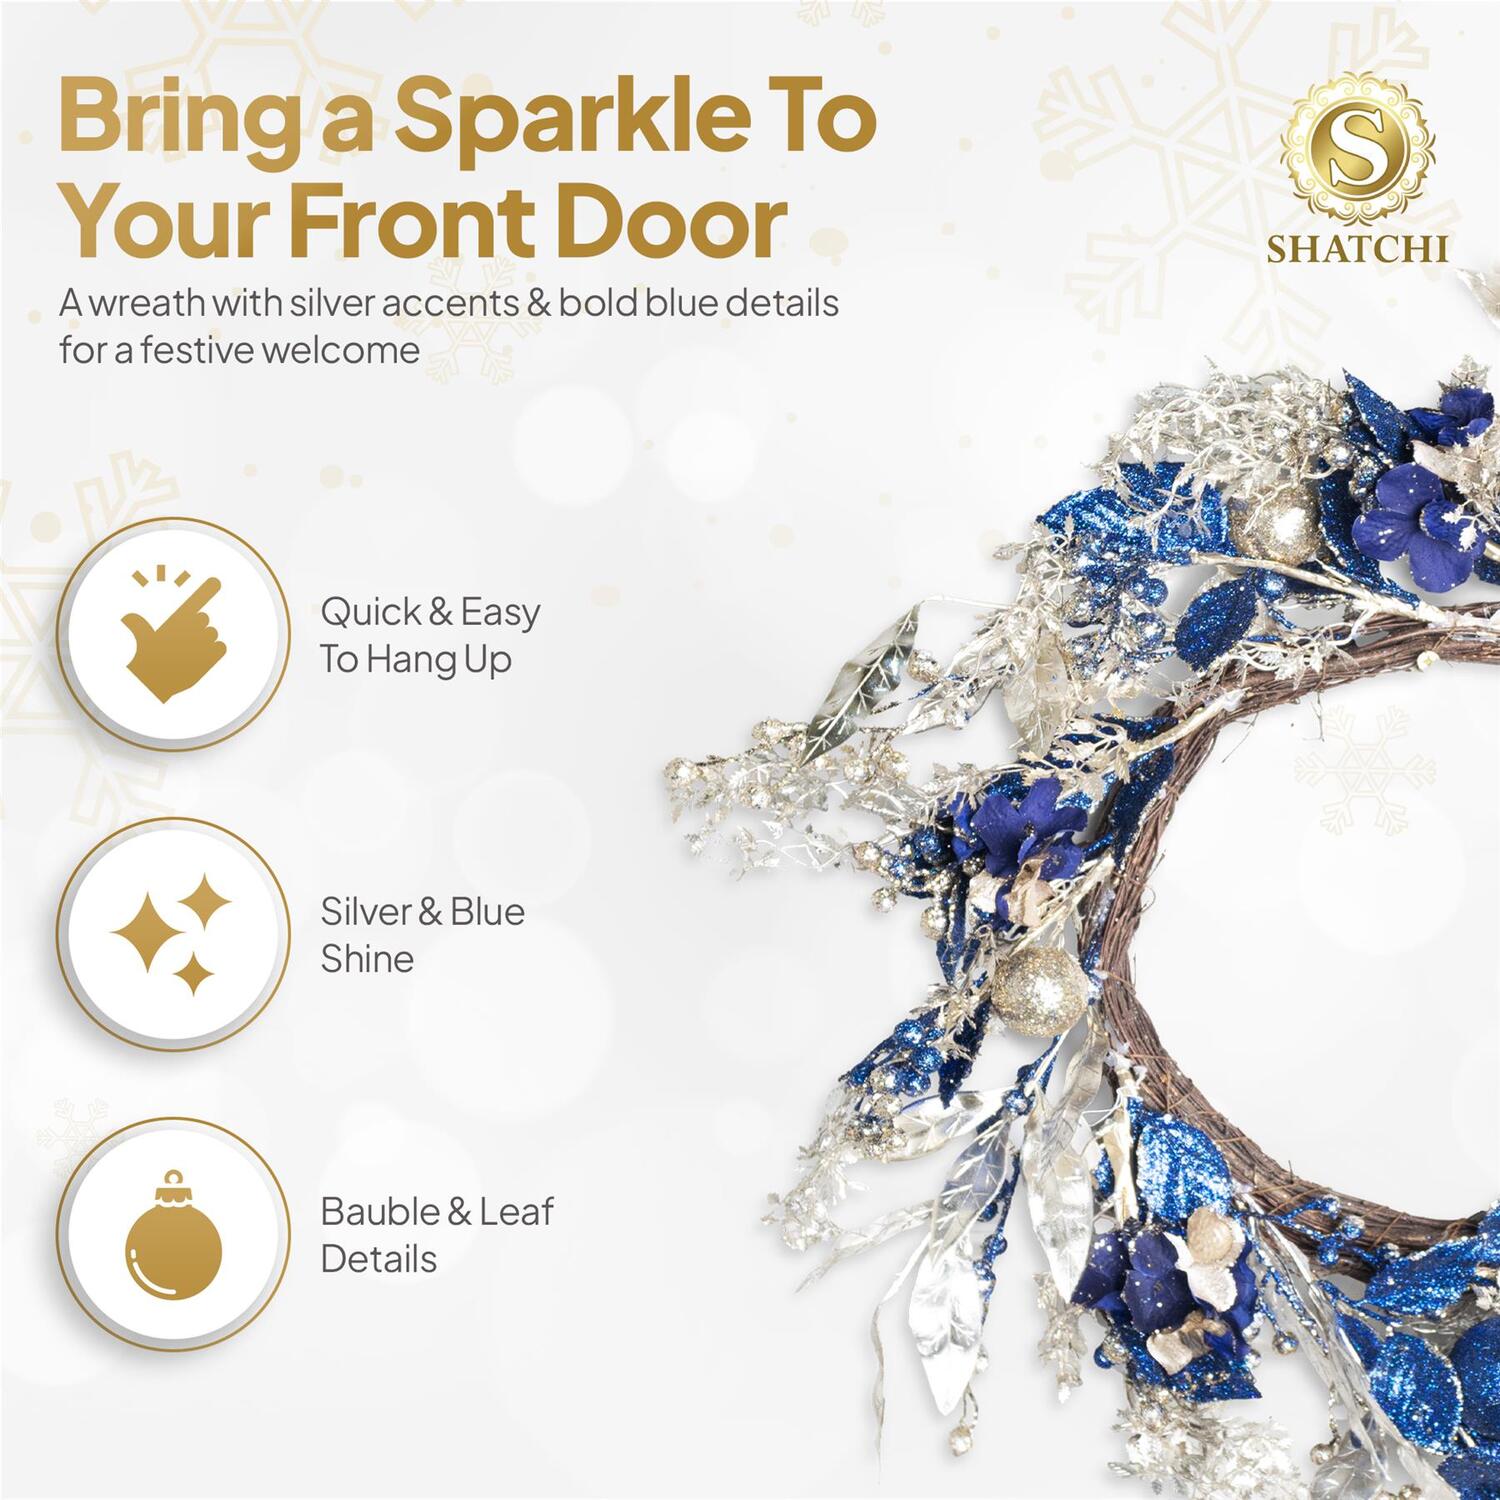 Bring a Sparkle To
Your Front Door
A wreath with silver accents & bold blue details
for a festive welcome
S
SHATCHI
Quick & Easy
To Hang Up
Silver & Blue
Shine
Bauble & Leaf
Details